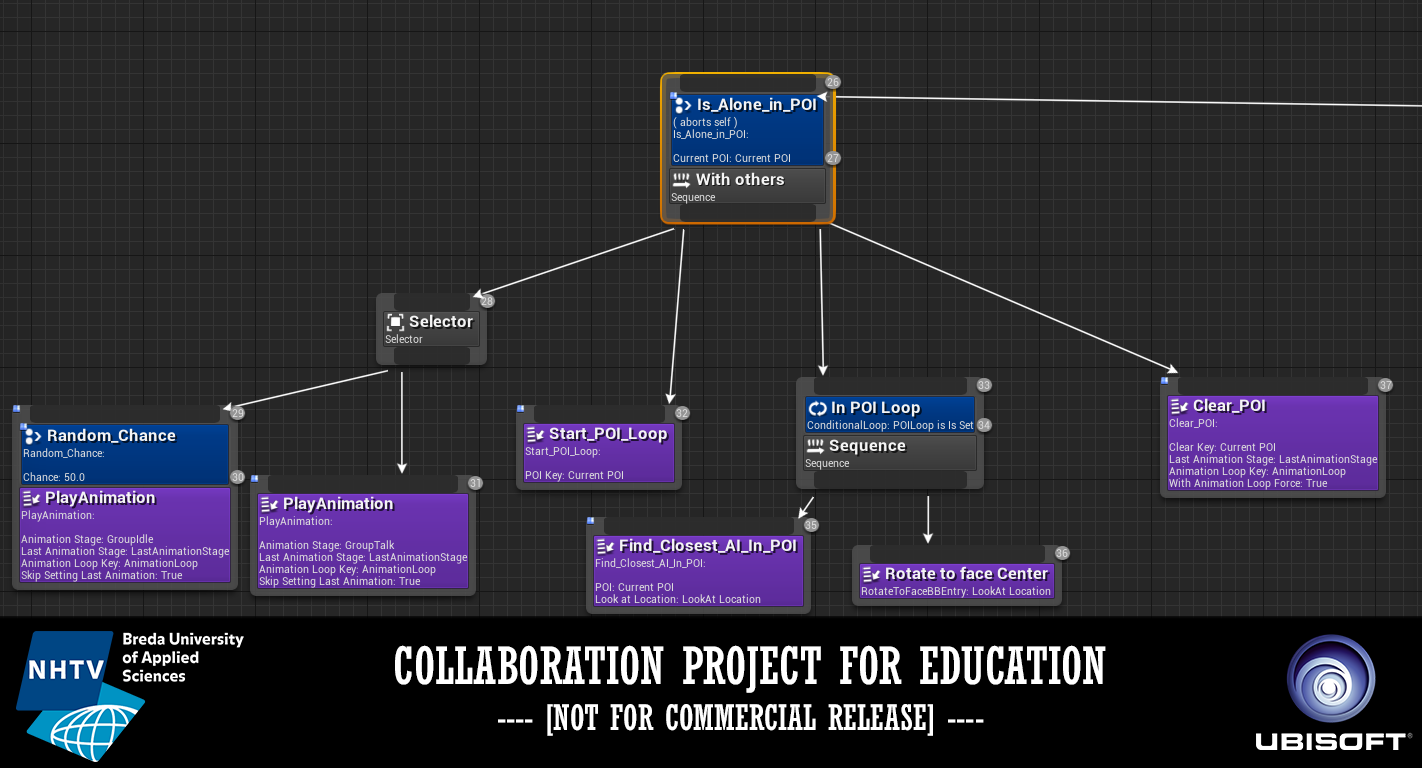 26
Is_Alone_in_POI
( aborts self )
Is_Alone_in_POI:
Current POI: Current POI
27
With others
Sequence
28
Selector
Selector
29
Random_Chance
Random_Chance:
Chance: 50.0
30
PlayAnimation
PlayAnimation:
Animation Stage: GroupIdle
Last Animation Stage: LastAnimationStage
Animation Loop Key: AnimationLoop
Skip Setting Last Animation: True
31
PlayAnimation
PlayAnimation:
Animation Stage: GroupTalk
Last Animation Stage: LastAnimationStage
Animation Loop Key: AnimationLoop
Skip Setting Last Animation: True
32
Start_POI_Loop
Start_POI_Loop:
POI Key: Current POI
33
In POI Loop
ConditionalLoop: POILoop is Is Set
34
Sequence
Sequence
35
Find_Closest_AI_In_POI
Find_Closest_AI_In_POI:
POI: Current POI
Look at Location: LookAt Location
36
Rotate to face Center
RotateToFaceBBEntry: LookAt Location
37
Clear_POI
Clear_POI:
Clear Key: Current POI
Last Animation Stage: LastAnimationStage
Animation Loop Key: AnimationLoop
With Animation Loop Force: True
NHTV
Breda University
of Applied
Sciences
COLLABORATION PROJECT FOR EDUCATION
---- [NOT FOR COMMERCIAL RELEASE] ----
UBISOFT®